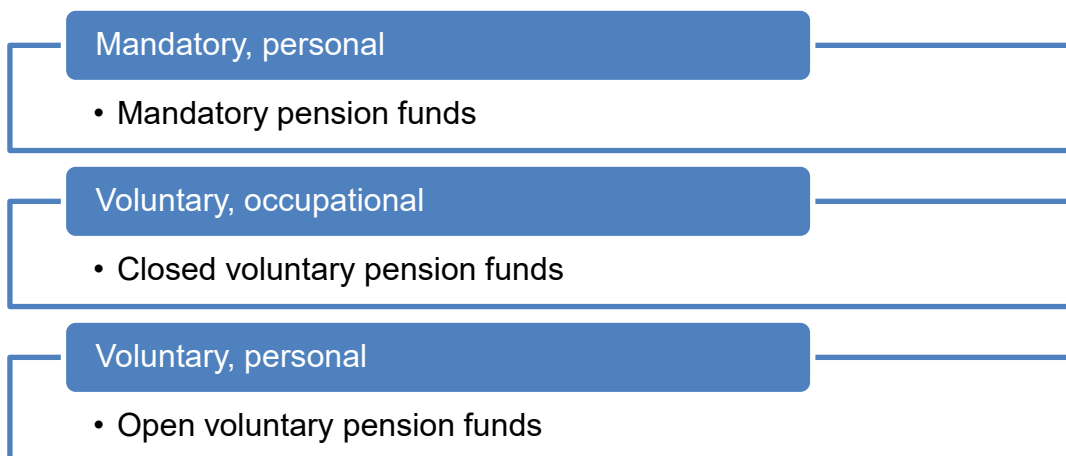 Mandatory, personal
• Mandatory pension funds
Voluntary, occupational
• Closed voluntary pension funds
Voluntary, personal
• Open voluntary pension funds